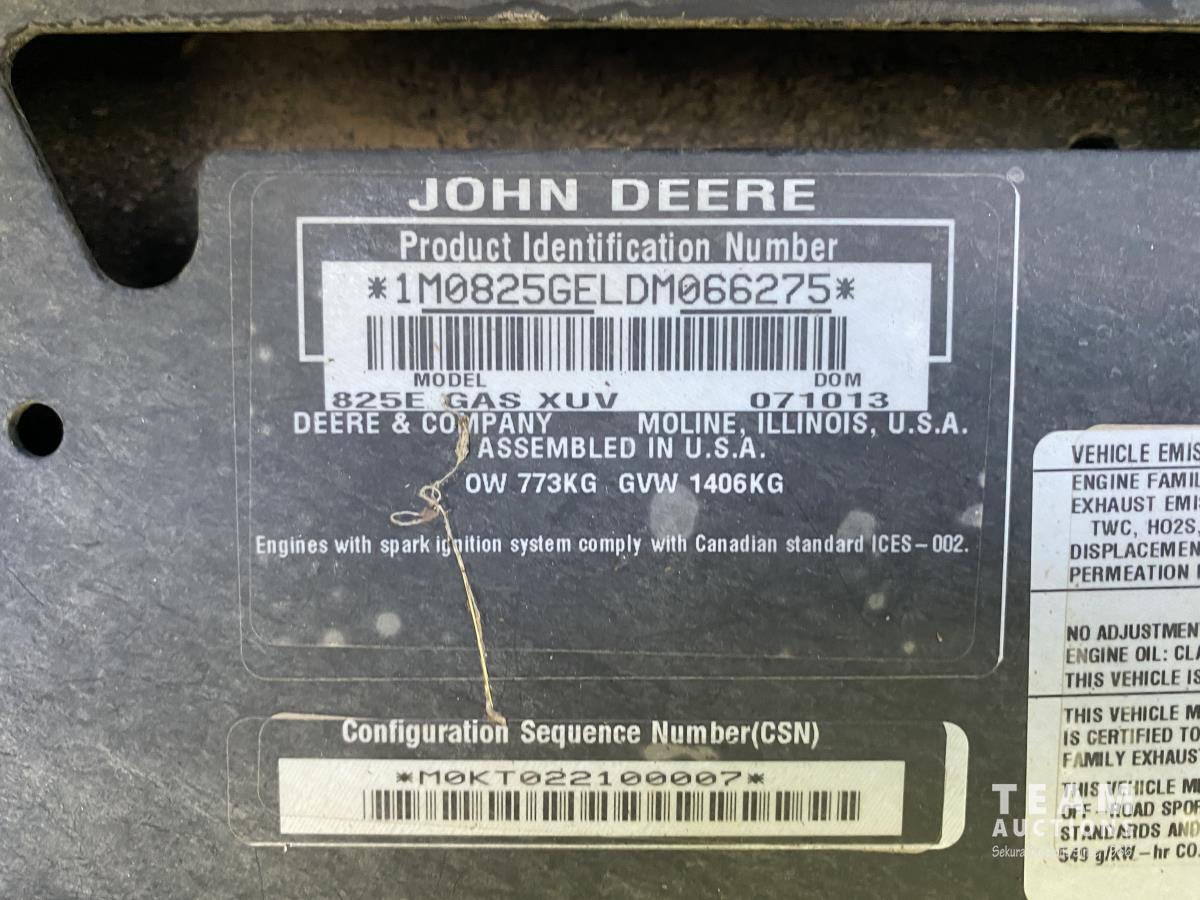 JOHN DEERE
Product Identification Number
*1M0825GELDM066275*
MODEL DOM
825E GAS XUV 071013
DEERE & COMPANY MOLINE, ILLINOIS, U.S.A.
ASSEMBLED IN U.S.A.
OW 773KG GVW 1406KG
Engines with spark ignition system comply with Canadian standard ICES-002.
Configuration Sequence Number(CSN)
*M0KT022100007*
VEHICLE EMIS
ENGINE FAMIL
EXHAUST EMI
TWC, HO2S,
DISPLACEMEN
PERMEATION
NO ADJUSTMEN
ENGINE OIL: CLA
THIS VEHICLE IS
THIS VEHICLE M
IS CERTIFIED TO
FAMILY EXHAUS
THIS VEHICLE M
OFF-ROAD SPOR
STANDARDS AND
549 g/KW-hr CO.
TEAM
AUCTIONS